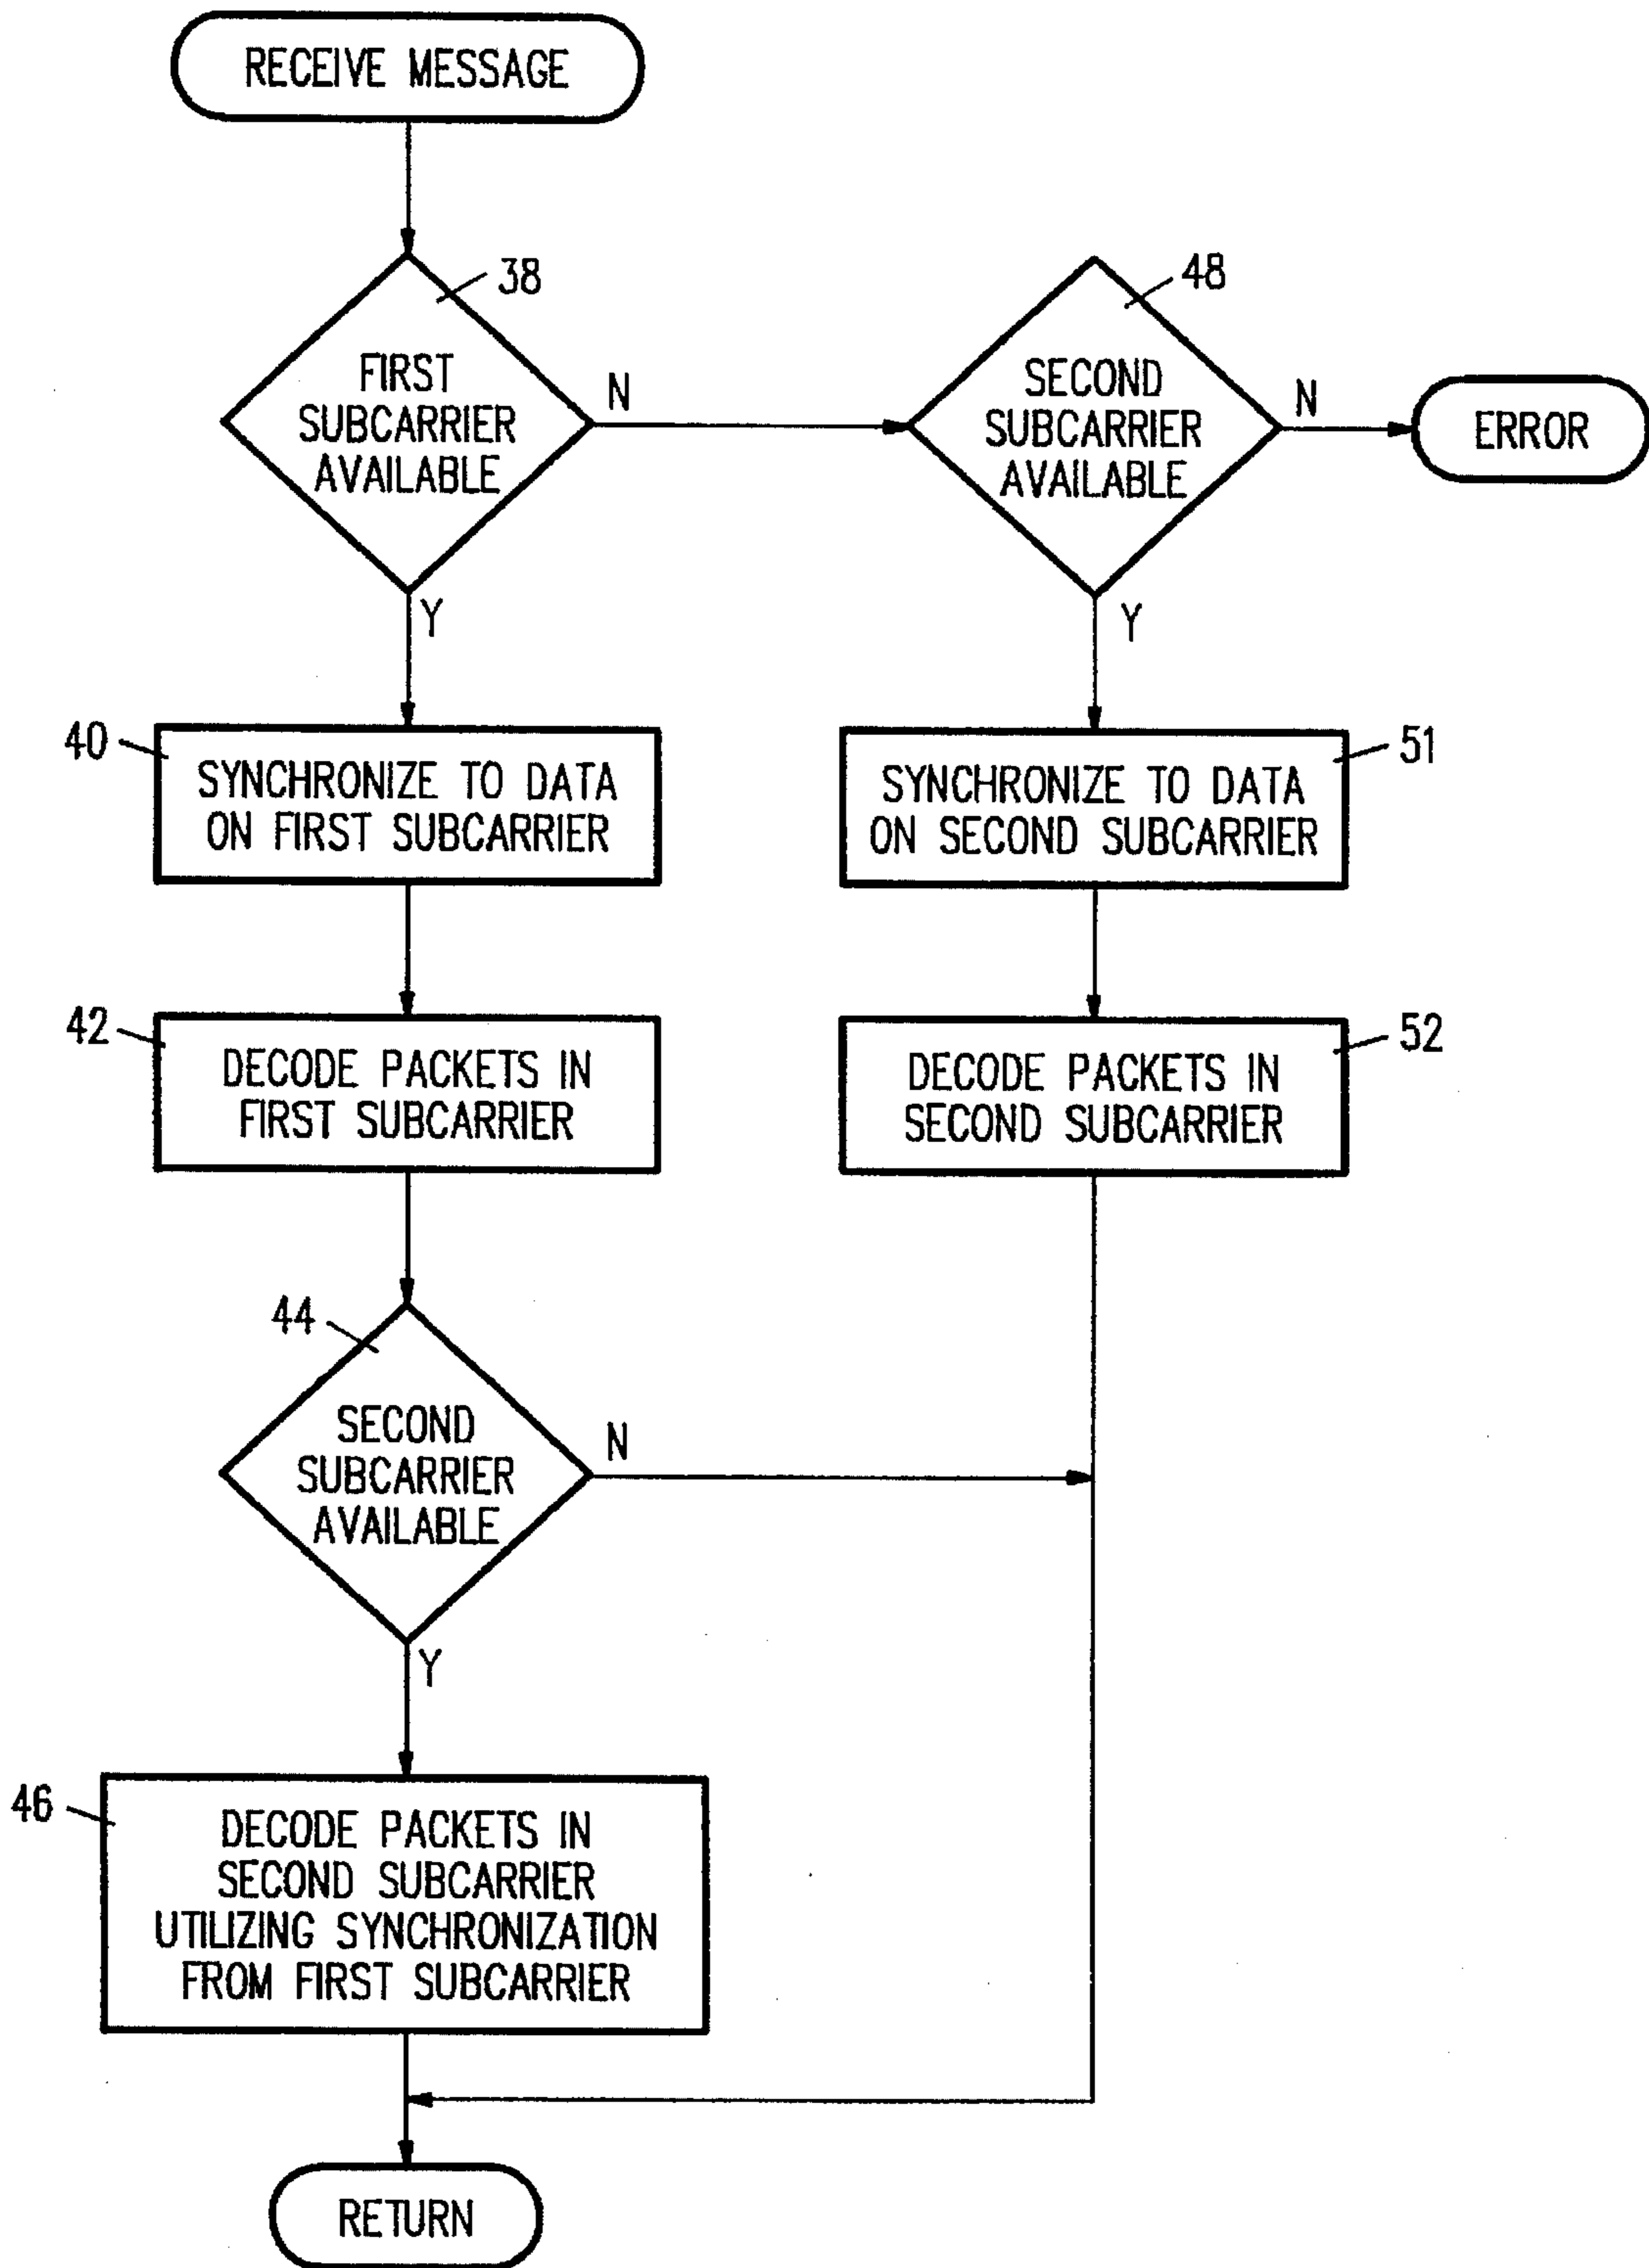 RECEIVE MESSAGE
38
FIRST
SUBCARRIER
AVAILABLE
N
Y
48
SECOND
SUBCARRIER
AVAILABLE
N
Y
ERROR
40
SYNCHRONIZE TO DATA
ON FIRST SUBCARRIER
51
SYNCHRONIZE TO DATA
ON SECOND SUBCARRIER
42
DECODE PACKETS IN
FIRST SUBCARRIER
52
DECODE PACKETS IN
SECOND SUBCARRIER
44
SECOND
SUBCARRIER
AVAILABLE
N
Y
46
DECODE PACKETS IN
SECOND SUBCARRIER
UTILIZING SYNCHRONIZATION
FROM FIRST SUBCARRIER
RETURN